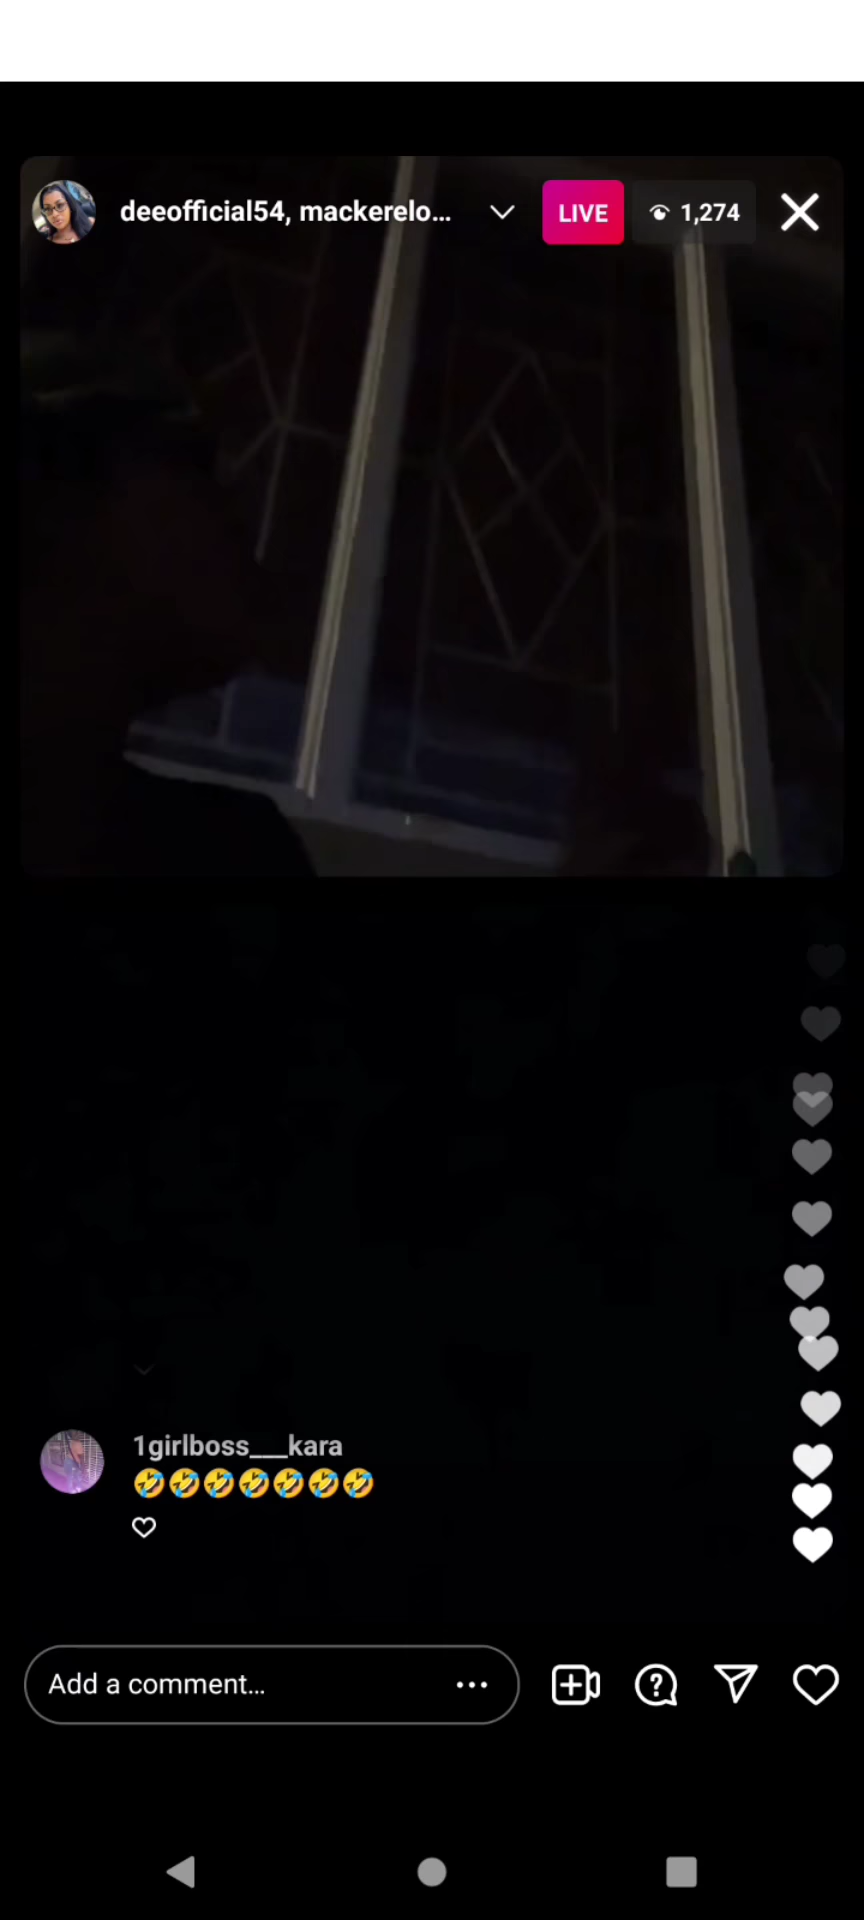 deeofficial54, mackerelo...
LIVE
1,274
1girlboss___kara
🤣🤣🤣🤣🤣🤣🤣
Add a comment...